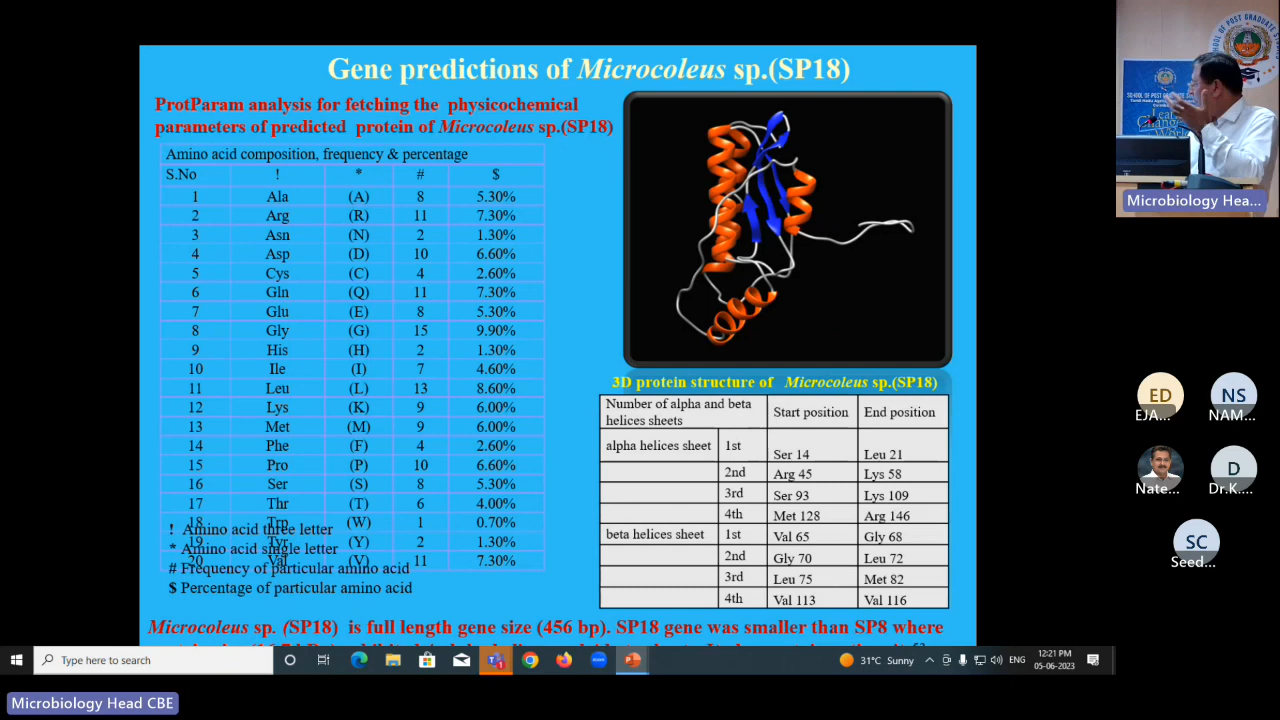 Gene predictions of Microcoleus sp.(SP18)
ProtParam analysis for fetching the physicochemical
parameters of predicted protein of Microcoleus sp.(SP18)
Amino acid composition, frequency & percentage
S.No ! * # $
1 Ala (A) 8 5.30%
2 Arg (R) 11 7.30%
3 Asn (N) 2 1.30%
4 Asp (D) 10 6.60%
5 Cys (C) 4 2.60%
6 Gln (Q) 11 7.30%
7 Glu (E) 8 5.30%
8 Gly (G) 15 9.90%
9 His (H) 2 1.30%
10 Ile (I) 7 4.60%
11 Leu (L) 13 8.60%
12 Lys (K) 9 6.00%
13 Met (M) 9 6.00%
14 Phe (F) 4 2.60%
15 Pro (P) 10 6.60%
16 Ser (S) 8 5.30%
17 Thr (T) 6 4.00%
18 Trp (W) 1 0.70%
19 Tyr (Y) 2 1.30%
20 Val (V) 11 7.30%
! Amino acid three letter
* Amino acid single letter
# Frequency of particular amino acid
$ Percentage of particular amino acid
3D protein structure of Microcoleus sp.(SP18)
Number of alpha and beta
helices sheets
Start position End position
alpha helices sheet 1st Ser 14 Leu 21
2nd Arg 45 Lys 58
3rd Ser 93 Lys 109
4th Met 128 Arg 146
beta helices sheet 1st Val 65 Gly 68
2nd Gly 70 Leu 72
3rd Leu 75 Met 82
4th Val 113 Val 116
Microcoleus sp. (SP18) is full length gene size (456 bp). SP18 gene was smaller than SP8 where
SCHOOL OF POST GRADUATE
Microbiology Hea...
ED NS
EJA... NAM...
D
Nate... Dr.K....
SC
Seed...
Type here to search
31°C Sunny
ENG
12:21 PM
05-06-2023
Microbiology Head CBE